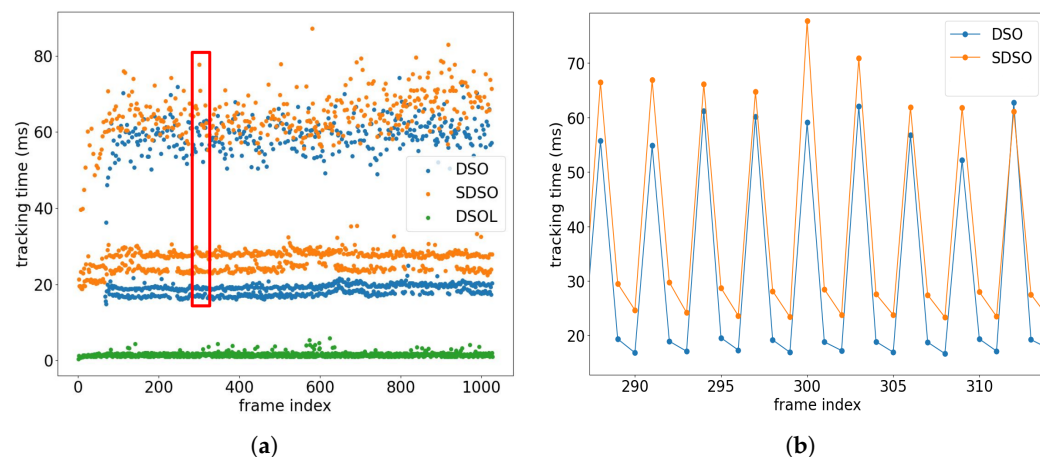 80
60
40
20
0
tracking time (ms)
DSO
SDSO
DSOL
0
200
400
600
800
1000
frame index
(a)
70
60
50
40
30
20
tracking time (ms)
DSO
SDSO
290
295
300
305
310
frame index
(b)